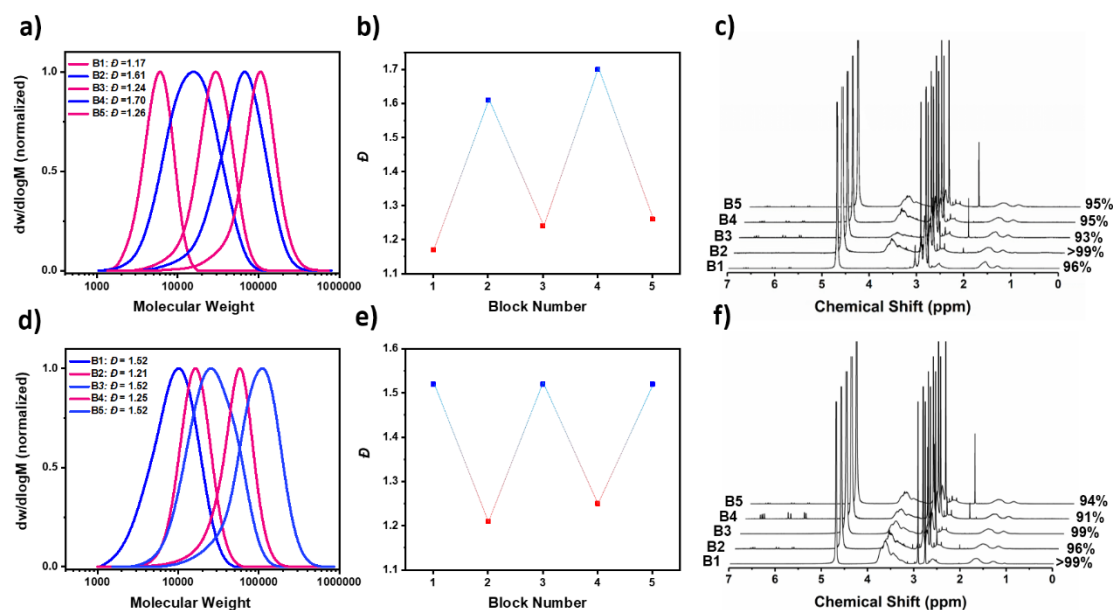 a)
B1: Đ =1.17
B2: Đ =1.61
B3: Đ =1.24
B4: Đ =1.70
B5: Đ =1.26
1.0
0.5
0.0
dw/dlogM (normalized)
1000
10000
100000
1000000
Molecular Weight
b)
1.7
1.6
1.5
1.4
1.3
1.2
1.1
Đ
1
2
3
4
5
Block Number
c)
B5
95%
B4
95%
B3
93%
B2
>99%
B1
96%
7
6
5
4
3
2
1
0
Chemical Shift (ppm)
d)
B1: Đ = 1.52
B2: Đ = 1.21
B3: Đ = 1.52
B4: Đ = 1.25
B5: Đ = 1.52
1.0
0.5
0.0
dw/dlogM (normalized)
1000
10000
100000
1000000
Molecular Weight
e)
1.6
1.5
1.4
1.3
1.2
1.1
Đ
1
2
3
4
5
Block Number
f)
B5
94%
B4
91%
B3
99%
B2
96%
B1
>99%
7
6
5
4
3
2
1
0
Chemical Shift (ppm)